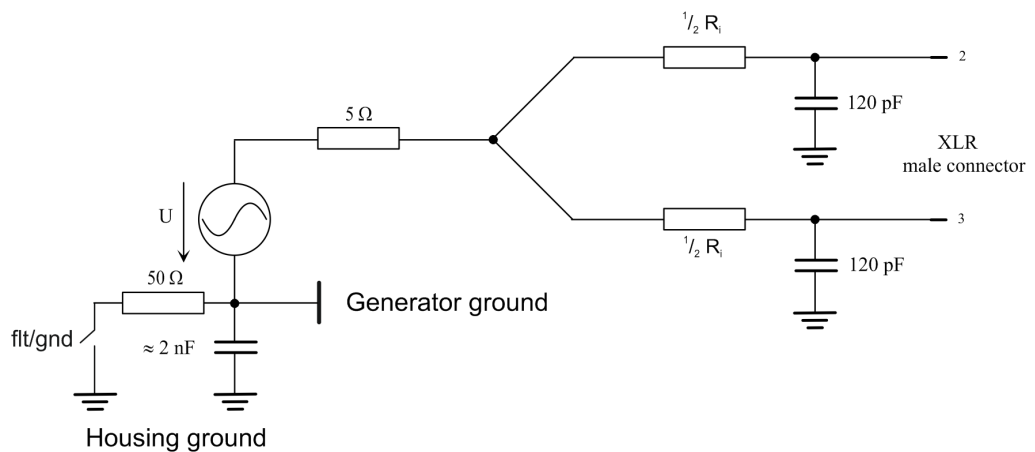 1/2 Ri
2
120 pF
5 Ω
XLR
male connector
U
3
1/2 Ri
50 Ω
120 pF
Generator ground
flt/gnd
≈ 2 nF
Housing ground